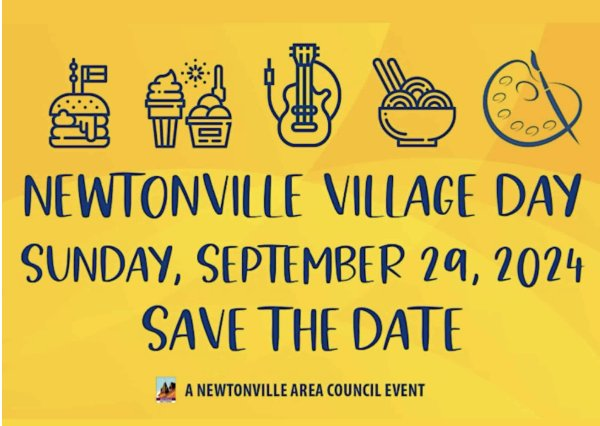 NEWTONVILLE VILLAGE DAY
SUNDAY, SEPTEMBER 29, 2024
SAVE THE DATE
A NEWTONVILLE AREA COUNCIL EVENT